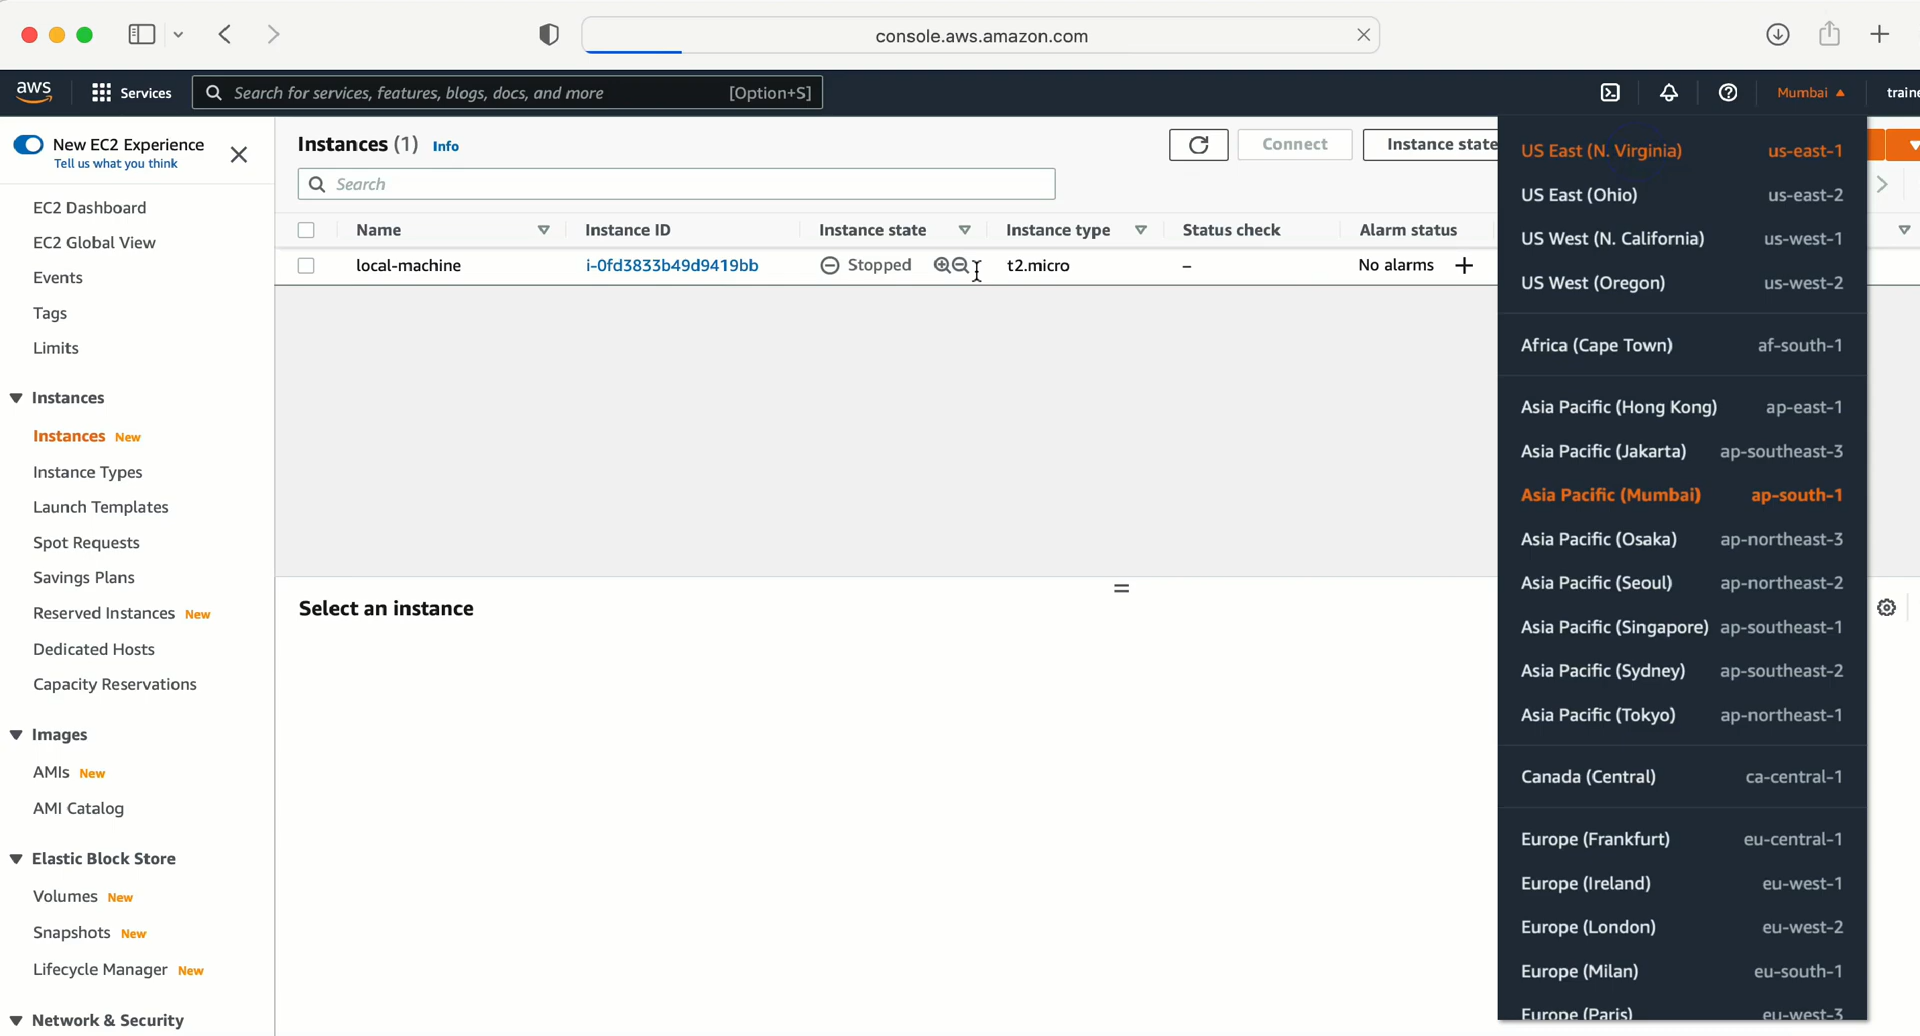 console.aws.amazon.com
aws
Services
Search for services, features, blogs, docs, and more
[Option+S]
Mumbai
traine
New EC2 Experience
Tell us what you think
EC2 Dashboard
EC2 Global View
Events
Tags
Limits
Instances
Instances New
Instance Types
Launch Templates
Spot Requests
Savings Plans
Reserved Instances New
Dedicated Hosts
Capacity Reservations
Images
AMIs New
AMI Catalog
Elastic Block Store
Volumes New
Snapshots New
Lifecycle Manager New
Network & Security
Instances (1) Info
Connect
Instance state
Search
Name Instance ID Instance state Instance type Status check Alarm status
local-machine i-0fd3833b49d9419bb Stopped t2.micro – No alarms
Select an instance
US East (N. Virginia) us-east-1
US East (Ohio) us-east-2
US West (N. California) us-west-1
US West (Oregon) us-west-2
Africa (Cape Town) af-south-1
Asia Pacific (Hong Kong) ap-east-1
Asia Pacific (Jakarta) ap-southeast-3
Asia Pacific (Mumbai) ap-south-1
Asia Pacific (Osaka) ap-northeast-3
Asia Pacific (Seoul) ap-northeast-2
Asia Pacific (Singapore) ap-southeast-1
Asia Pacific (Sydney) ap-southeast-2
Asia Pacific (Tokyo) ap-northeast-1
Canada (Central) ca-central-1
Europe (Frankfurt) eu-central-1
Europe (Ireland) eu-west-1
Europe (London) eu-west-2
Europe (Milan) eu-south-1
Europe (Paris) eu-west-3